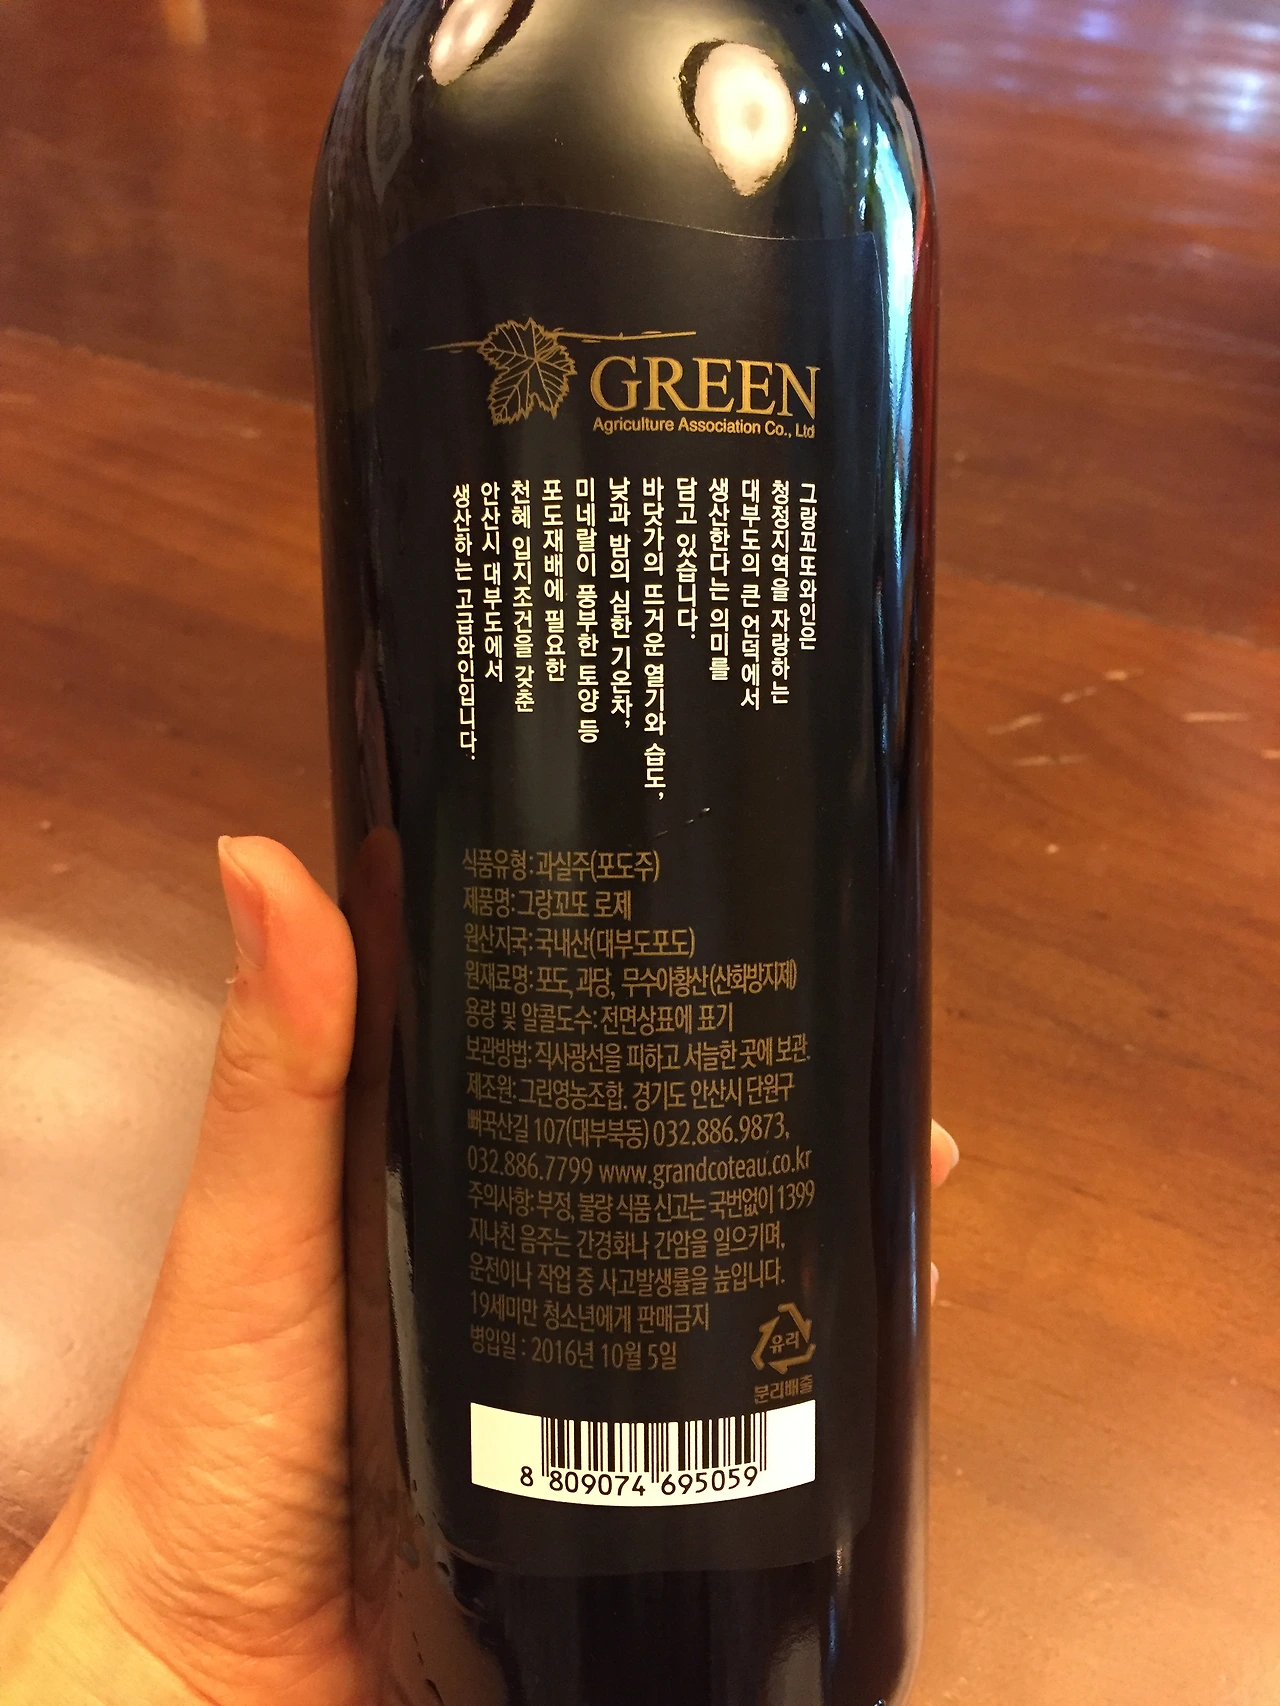 GREEN
Agriculture Association Co., Ltd
그랑꼬또와인은
청정지역을 자랑하는
대부도의 큰 언덕에서
생산한다는 의미를
담고 있습니다.
바닷가의 뜨거운 열기와 습도,
낮과 밤의 심한 기온차,
미네랄이 풍부한 토양 등
포도재배에 필요한
천혜 입지조건을 갖춘
안산시 대부도에서
생산하는 고급와인입니다.
식품유형:과실주(포도주)
제품명:그랑꼬또 로제
원산지국:국내산(대부도포도)
원재료명:포도, 과당, 무수아황산(산화방지제)
용량 및 알콜도수:전면상표에 표기
보관방법:직사광선을 피하고 서늘한 곳에 보관.
제조원:그린영농조합. 경기도 안산시 단원구
뻐꾹산길 107(대부북동) 032.886.9873,
032.886.7799 www.grandcoteau.co.kr
주의사항:부정, 불량 식품 신고는 국번없이 1399
지나친 음주는 간경화나 간암을 일으키며,
운전이나 작업 중 사고발생률을 높입니다.
19세미만 청소년에게 판매금지
병입일 : 2016년 10월 5일
유리
분리배출
8 809074 695059